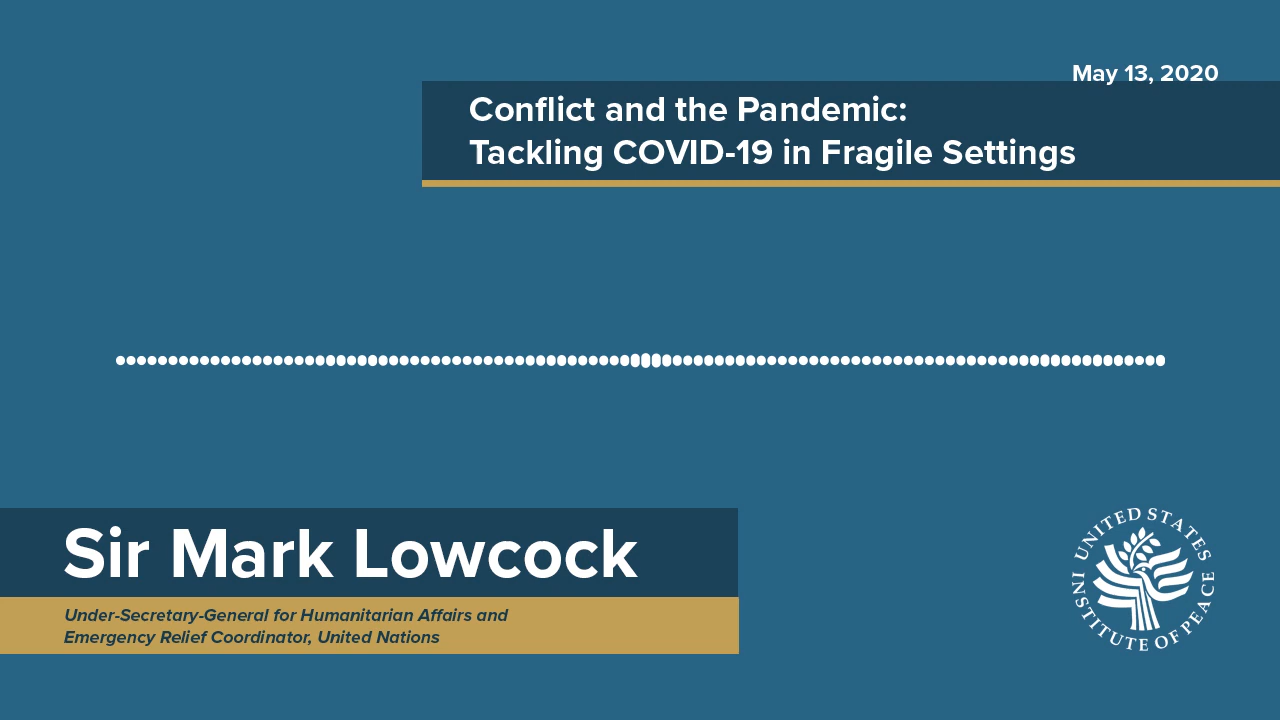 May 13, 2020
Conflict and the Pandemic:
Tackling COVID-19 in Fragile Settings
Sir Mark Lowcock
Under-Secretary-General for Humanitarian Affairs and
Emergency Relief Coordinator, United Nations
UNITED STATES
INSTITUTE OF PEACE